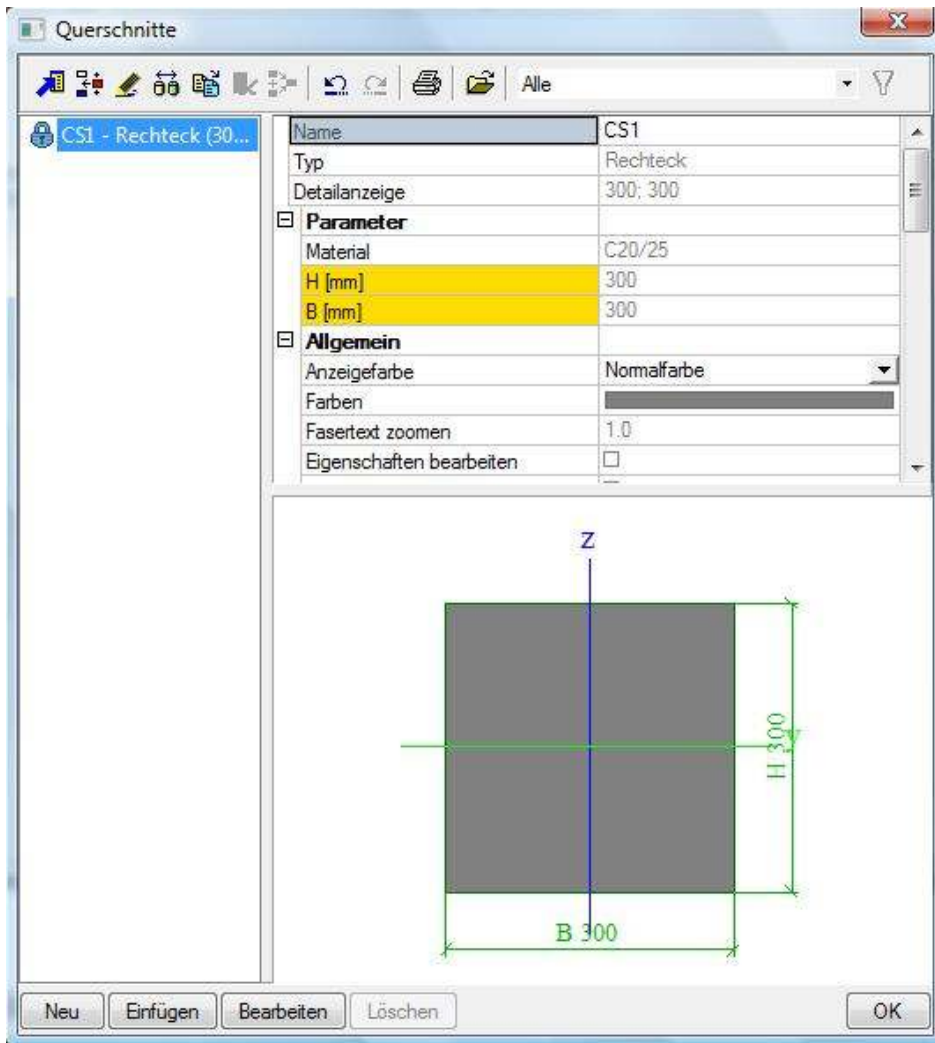 Querschnitte
Alle
CS1 - Rechteck (30...
Name CS1
Typ Rechteck
Detailanzeige 300; 300
Parameter
Material C20/25
H [mm] 300
B [mm] 300
Allgemein
Anzeigefarbe Normalfarbe
Farben
Fasertext zoomen 1.0
Eigenschaften bearbeiten
Z
H 300
y
B 300
Neu Einfügen Bearbeiten Löschen OK